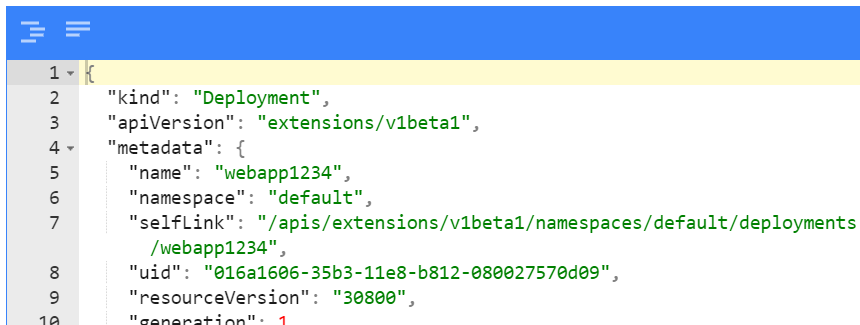 1 {
2 "kind": "Deployment",
3 "apiVersion": "extensions/v1beta1",
4 "metadata": {
5 "name": "webapp1234",
6 "namespace": "default",
7 "selfLink": "/apis/extensions/v1beta1/namespaces/default/deployments
/webapp1234",
8 "uid": "016a1606-35b3-11e8-b812-080027570d09",
9 "resourceVersion": "30800",
10 "generation": 1